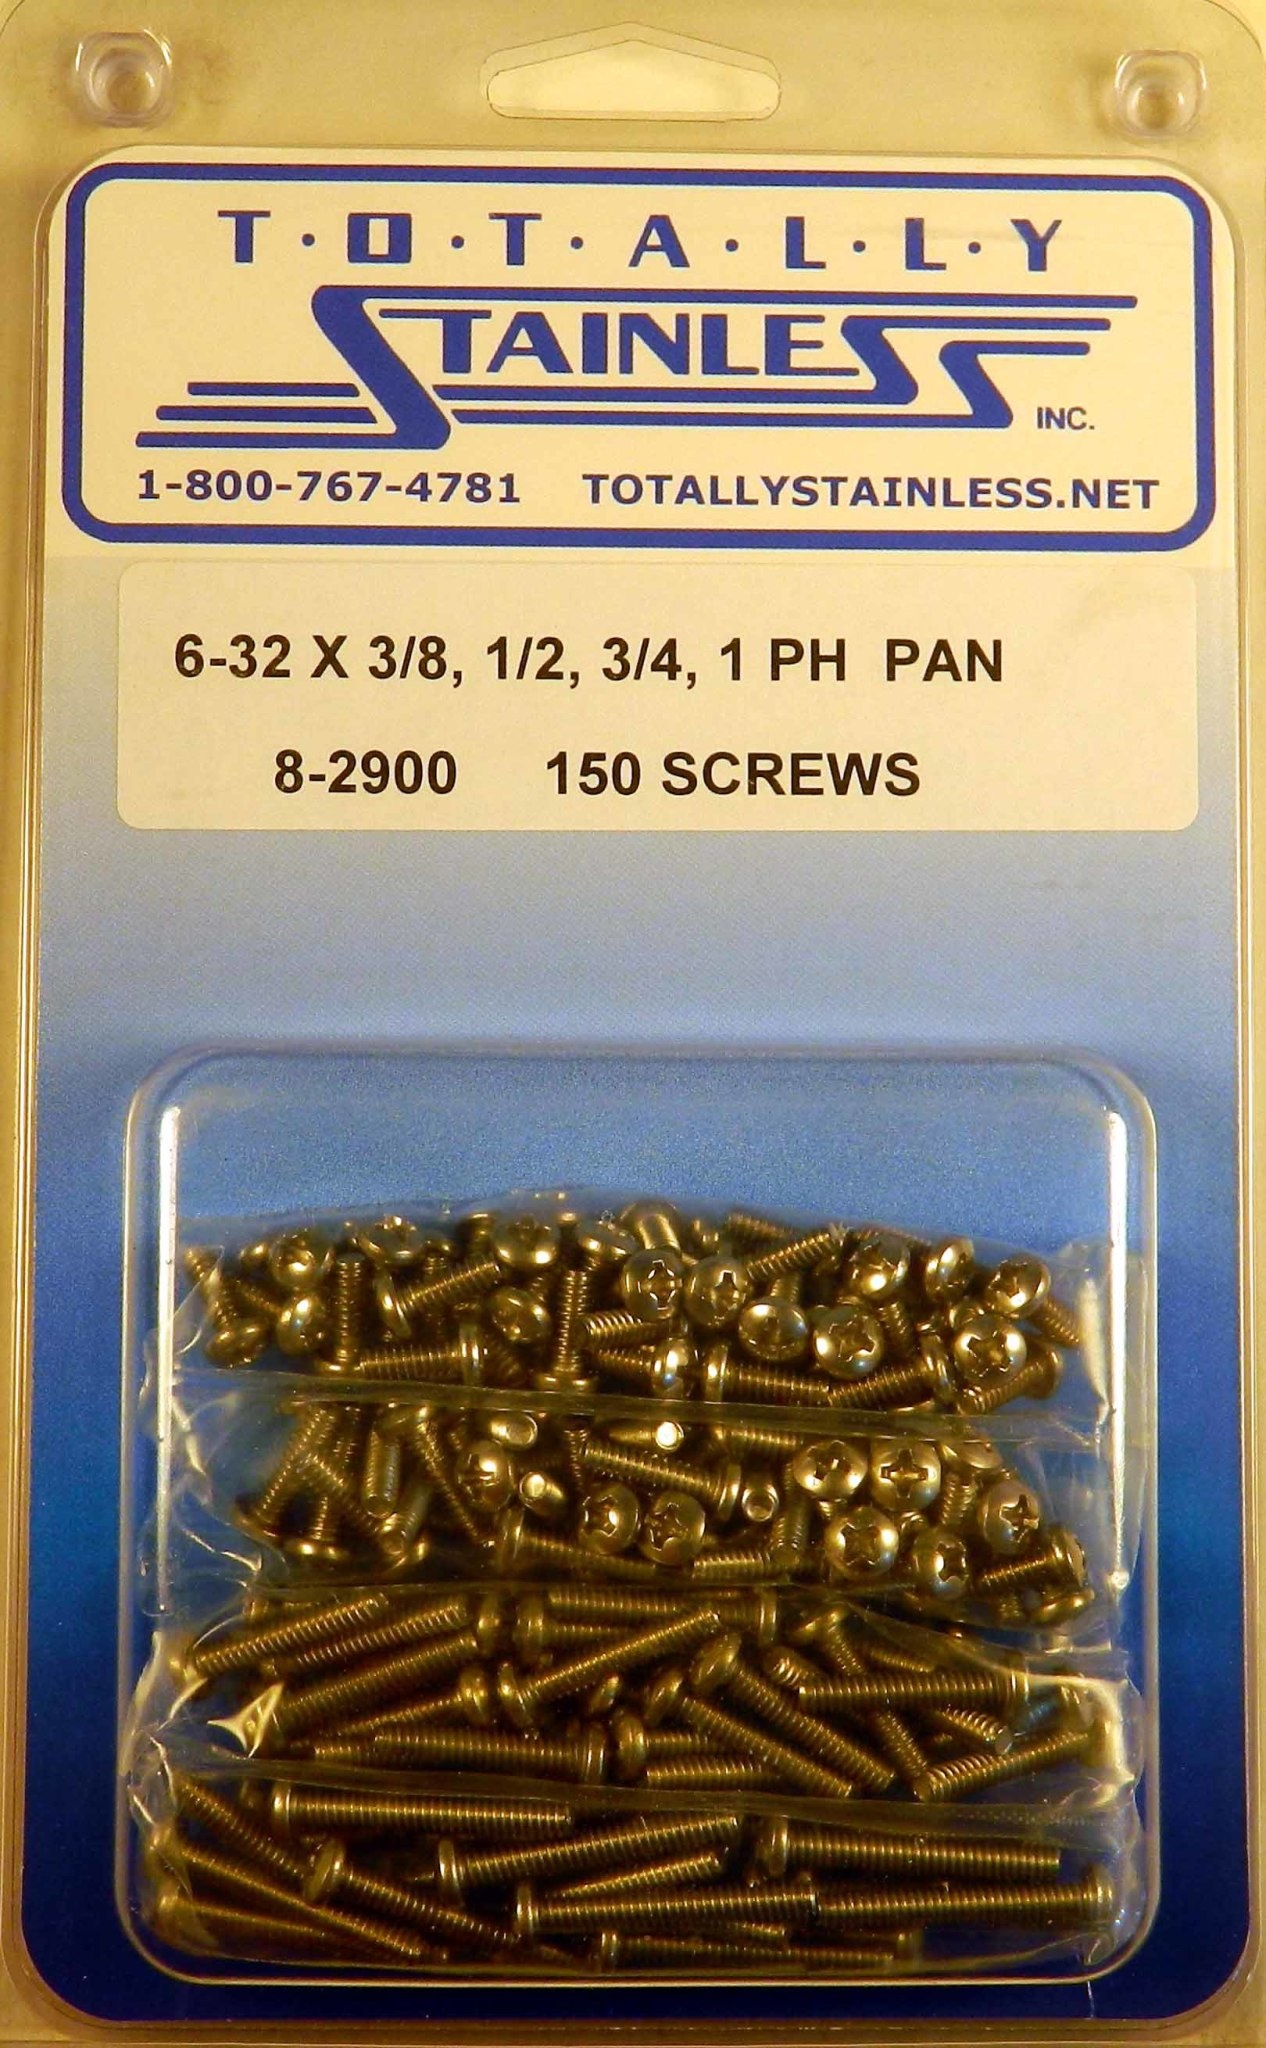 T·O·T·A·L·L·Y
STAINLESS INC.
1-800-767-4781 TOTALLYSTAINLESS.NET
6-32 X 3/8, 1/2, 3/4, 1 PH PAN
8-2900 150 SCREWS